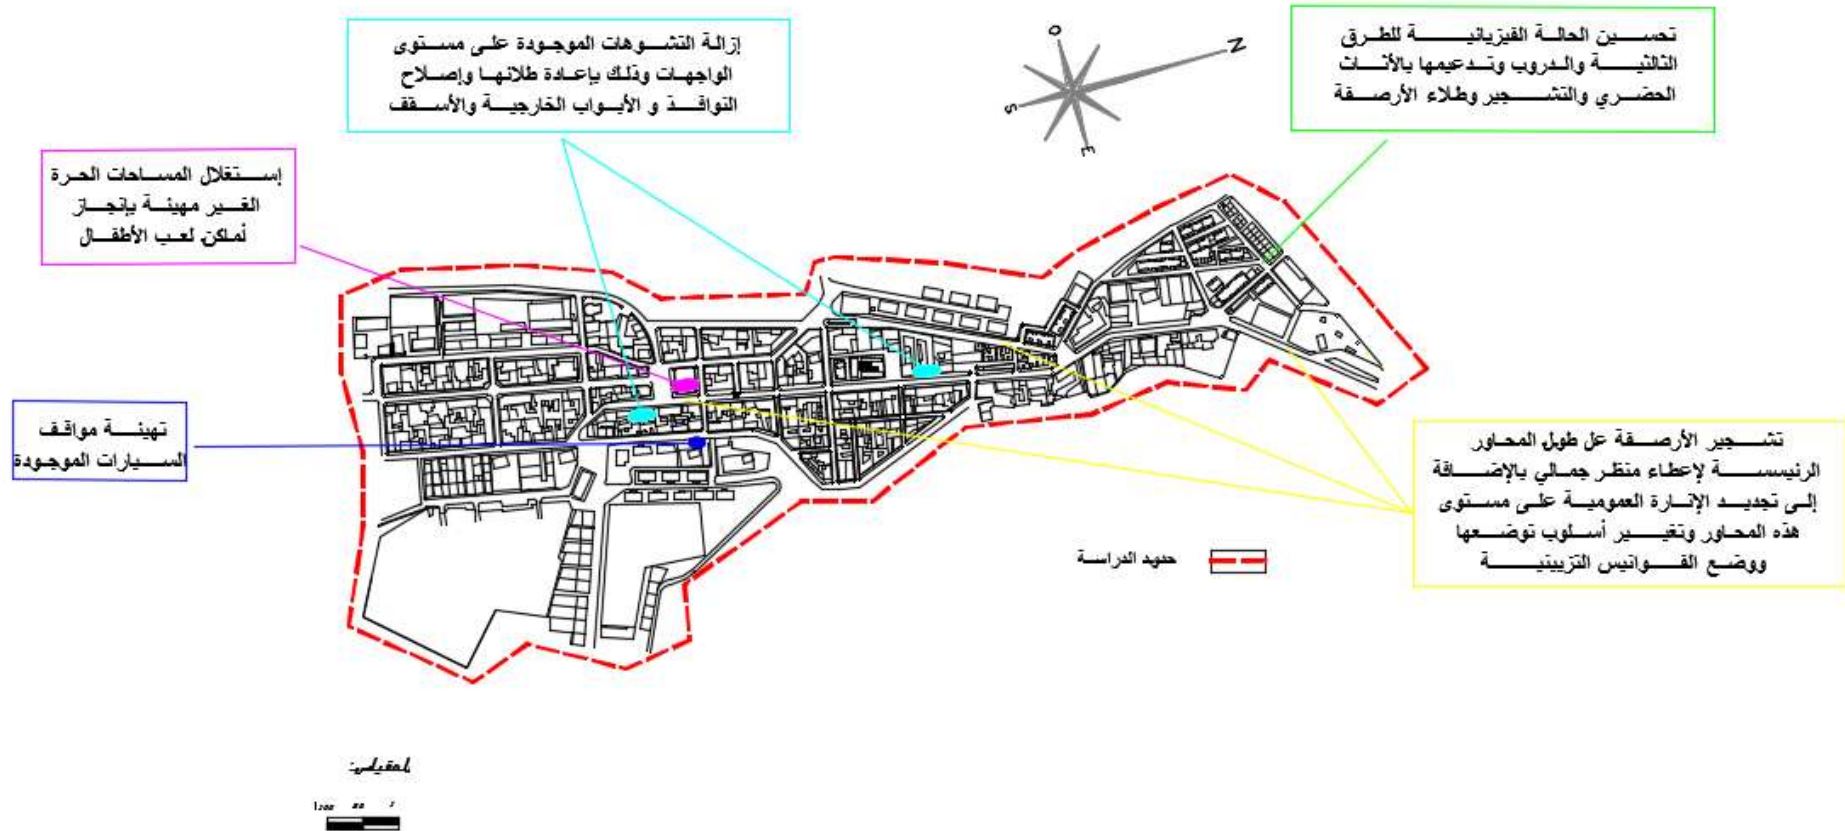 إزالة التشوهات الموجودة على مستوى
الواجهات وذلك بإعادة طلائها وإصلاح
النوافذ و الأبواب الخارجية والأسقف
تحسين الحالة الفيزيائية للطرق
الثالثية والدروب وتدعيمها بالأثاث
الحضري والتشجير وطلاء الأرصفة
O
N
S
E
إستغلال المساحات الحرة
الغير مهيئة بإنجاز
أماكن لعب الأطفال
تهيئة مواقف
السيارات الموجودة
تشجير الأرصفة عل طول المحاور
الرئيسسة لإعطاء منظر جمالي بالإضافة
إلى تجديد الإنارة العمومية على مستوى
هذه المحاور وتغيير أسلوب توضعها
ووضع الفوانيس التزيينية
حدود الدراسة
المقياس: